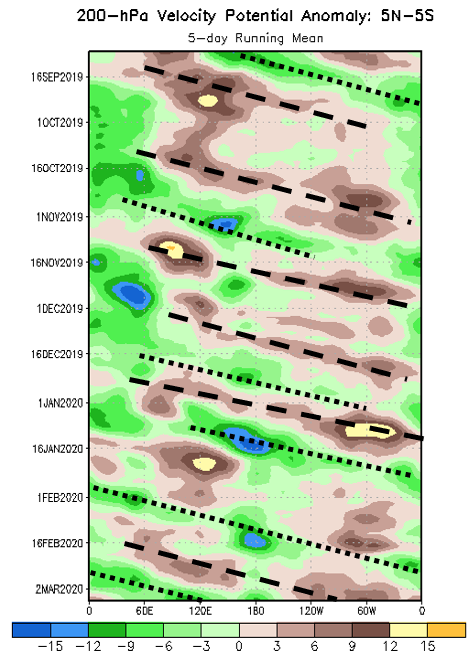 200-hPa Velocity Potential Anomaly: 5N-5S
5-day Running Mean
16SEP2019
1OCT2019
16OCT2019
1NOV2019
16NOV2019
1DEC2019
16DEC2019
1JAN2020
16JAN2020
1FEB2020
16FEB2020
2MAR2020
0 60E 120E 180 120W 60W 0
-15 -12 -9 -6 -3 0 3 6 9 12 15